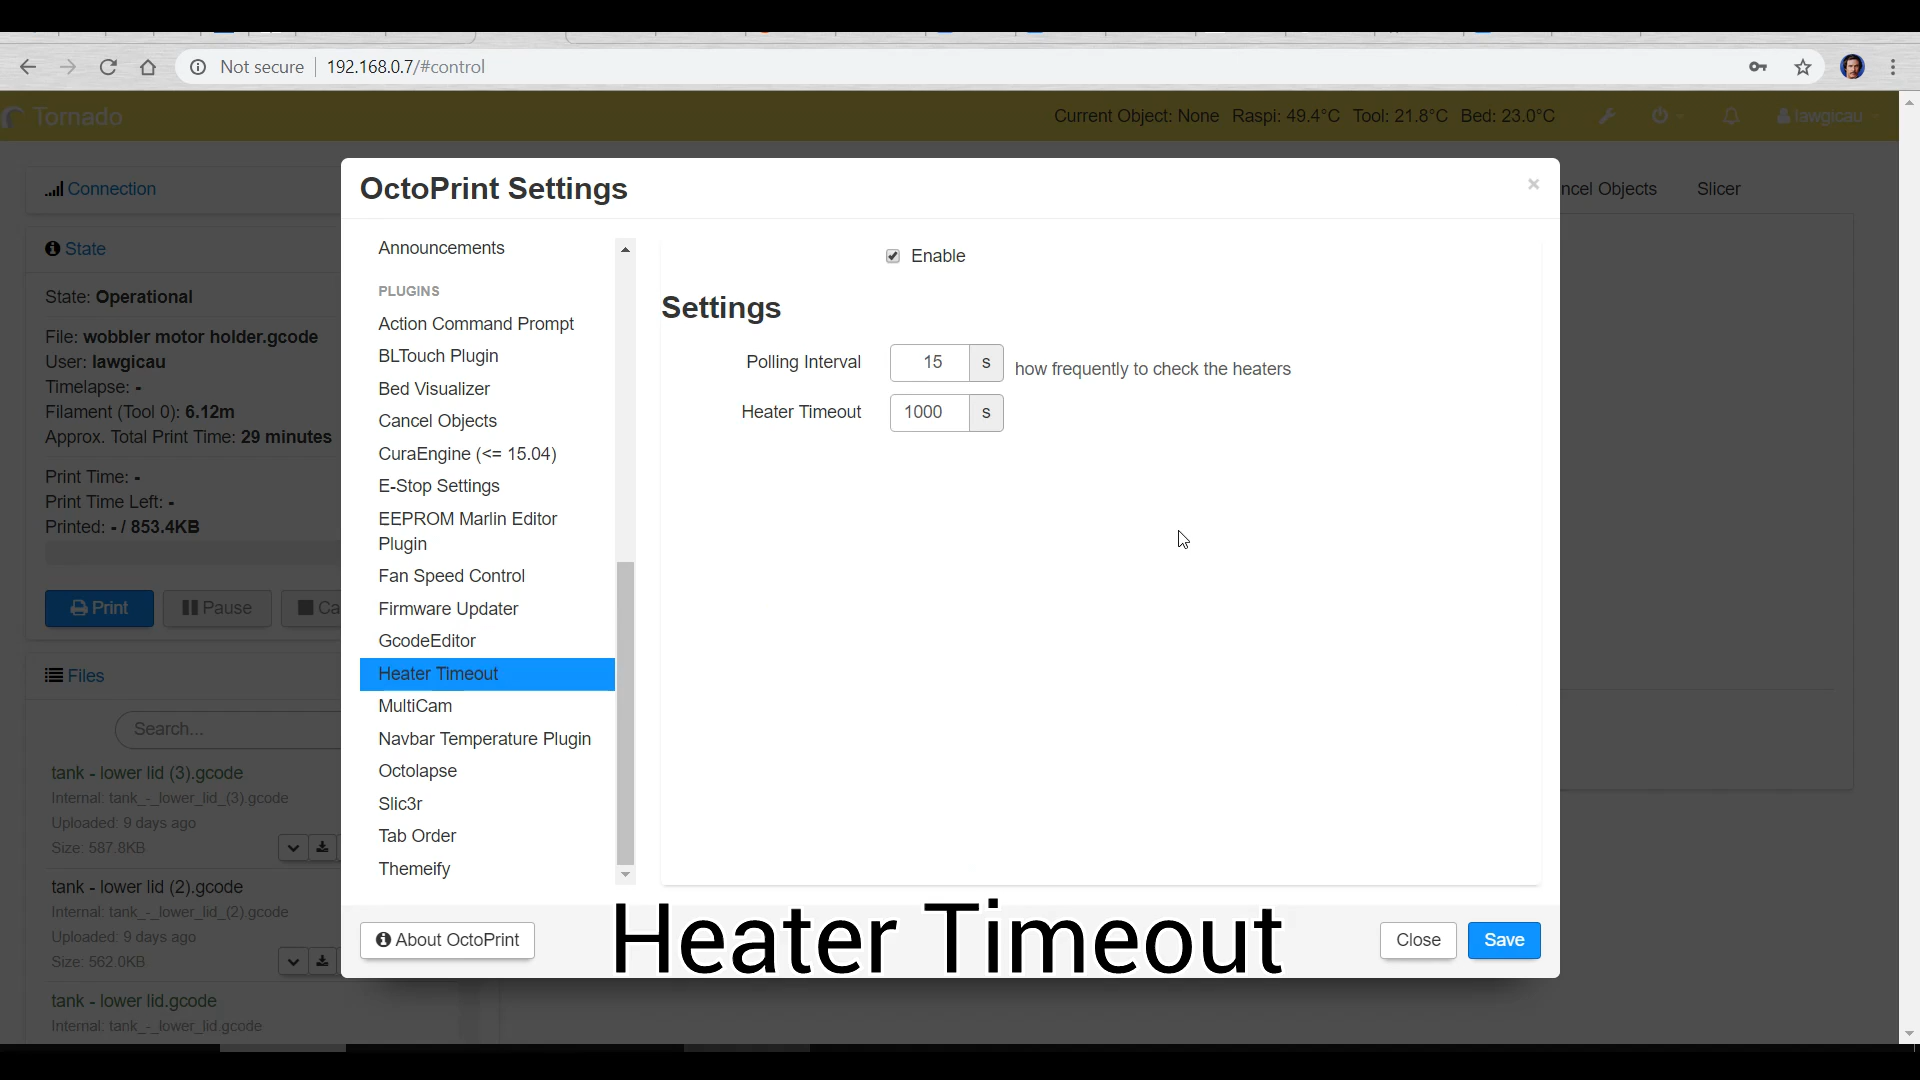 Not secure 192.168.0.7/#control
Tornado
Current Object: None Raspi: 49.4°C Tool: 21.8°C Bed: 23.0°C
lawgicau
Connection
ncel Objects Slicer
State
State: Operational
File: wobbler motor holder.gcode
User: lawgicau
Timelapse: -
Filament (Tool 0): 6.12m
Approx. Total Print Time: 29 minutes
Print Time: -
Print Time Left: -
Printed: - / 853.4KB
Print Pause Ca
Files
Search...
tank - lower lid (3).gcode
Internal: tank_-_lower_lid_(3).gcode
Uploaded: 9 days ago
Size: 587.8KB
tank - lower lid (2).gcode
Internal: tank_-_lower_lid_(2).gcode
Uploaded: 9 days ago
Size: 562.0KB
tank - lower lid.gcode
Internal: tank_-_lower_lid.gcode
OctoPrint Settings
×
Announcements
PLUGINS
Action Command Prompt
BLTouch Plugin
Bed Visualizer
Cancel Objects
CuraEngine (<= 15.04)
E-Stop Settings
EEPROM Marlin Editor
Plugin
Fan Speed Control
Firmware Updater
GcodeEditor
Heater Timeout
MultiCam
Navbar Temperature Plugin
Octolapse
Slic3r
Tab Order
Themeify
Enable
Settings
Polling Interval 15 s how frequently to check the heaters
Heater Timeout 1000 s
About OctoPrint
Heater Timeout
Close Save